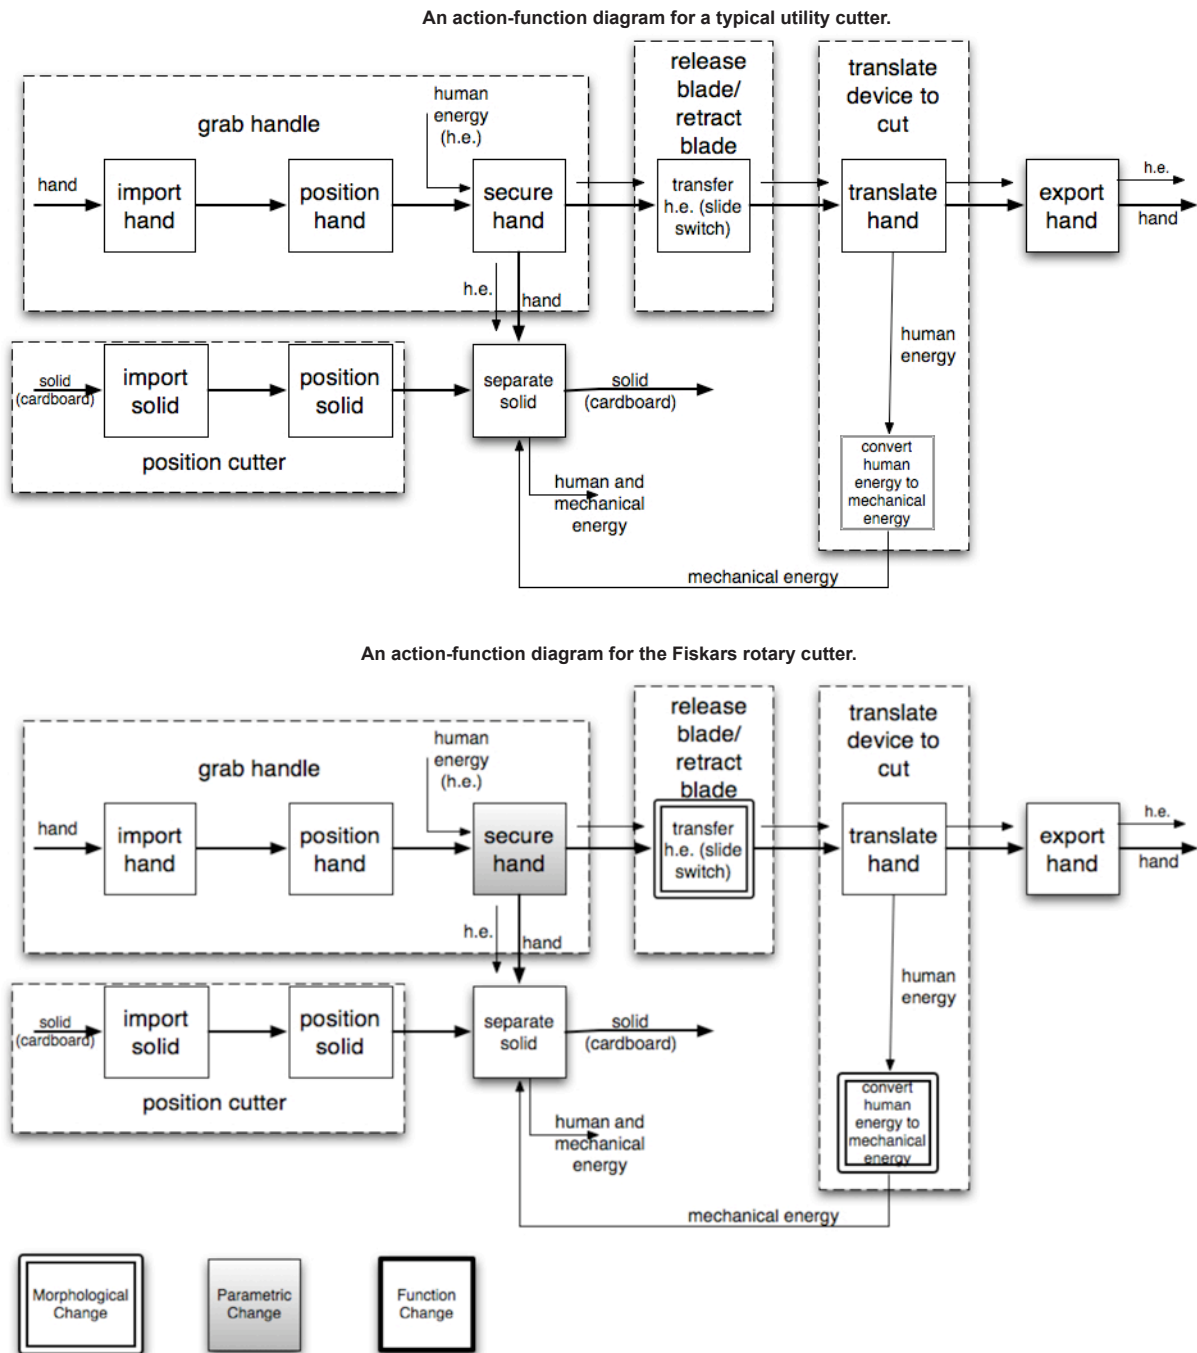 An action-function diagram for a typical utility cutter.
grab handle
human
energy
(h.e.)
release
blade/
retract
blade
translate
device to
cut
hand
import
hand
position
hand
secure
hand
transfer
h.e. (slide
switch)
translate
hand
export
hand
h.e.
hand
h.e.
hand
human
energy
solid
(cardboard)
import
solid
position
solid
separate
solid
solid
(cardboard)
position cutter
human and
mechanical
energy
convert
human
energy to
mechanical
energy
mechanical energy
An action-function diagram for the Fiskars rotary cutter.
grab handle
human
energy
(h.e.)
release
blade/
retract
blade
translate
device to
cut
hand
import
hand
position
hand
secure
hand
transfer
h.e. (slide
switch)
translate
hand
export
hand
h.e.
hand
h.e.
hand
human
energy
solid
(cardboard)
import
solid
position
solid
separate
solid
solid
(cardboard)
position cutter
human and
mechanical
energy
convert
human
energy to
mechanical
energy
mechanical energy
Morphological
Change
Parametric
Change
Function
Change